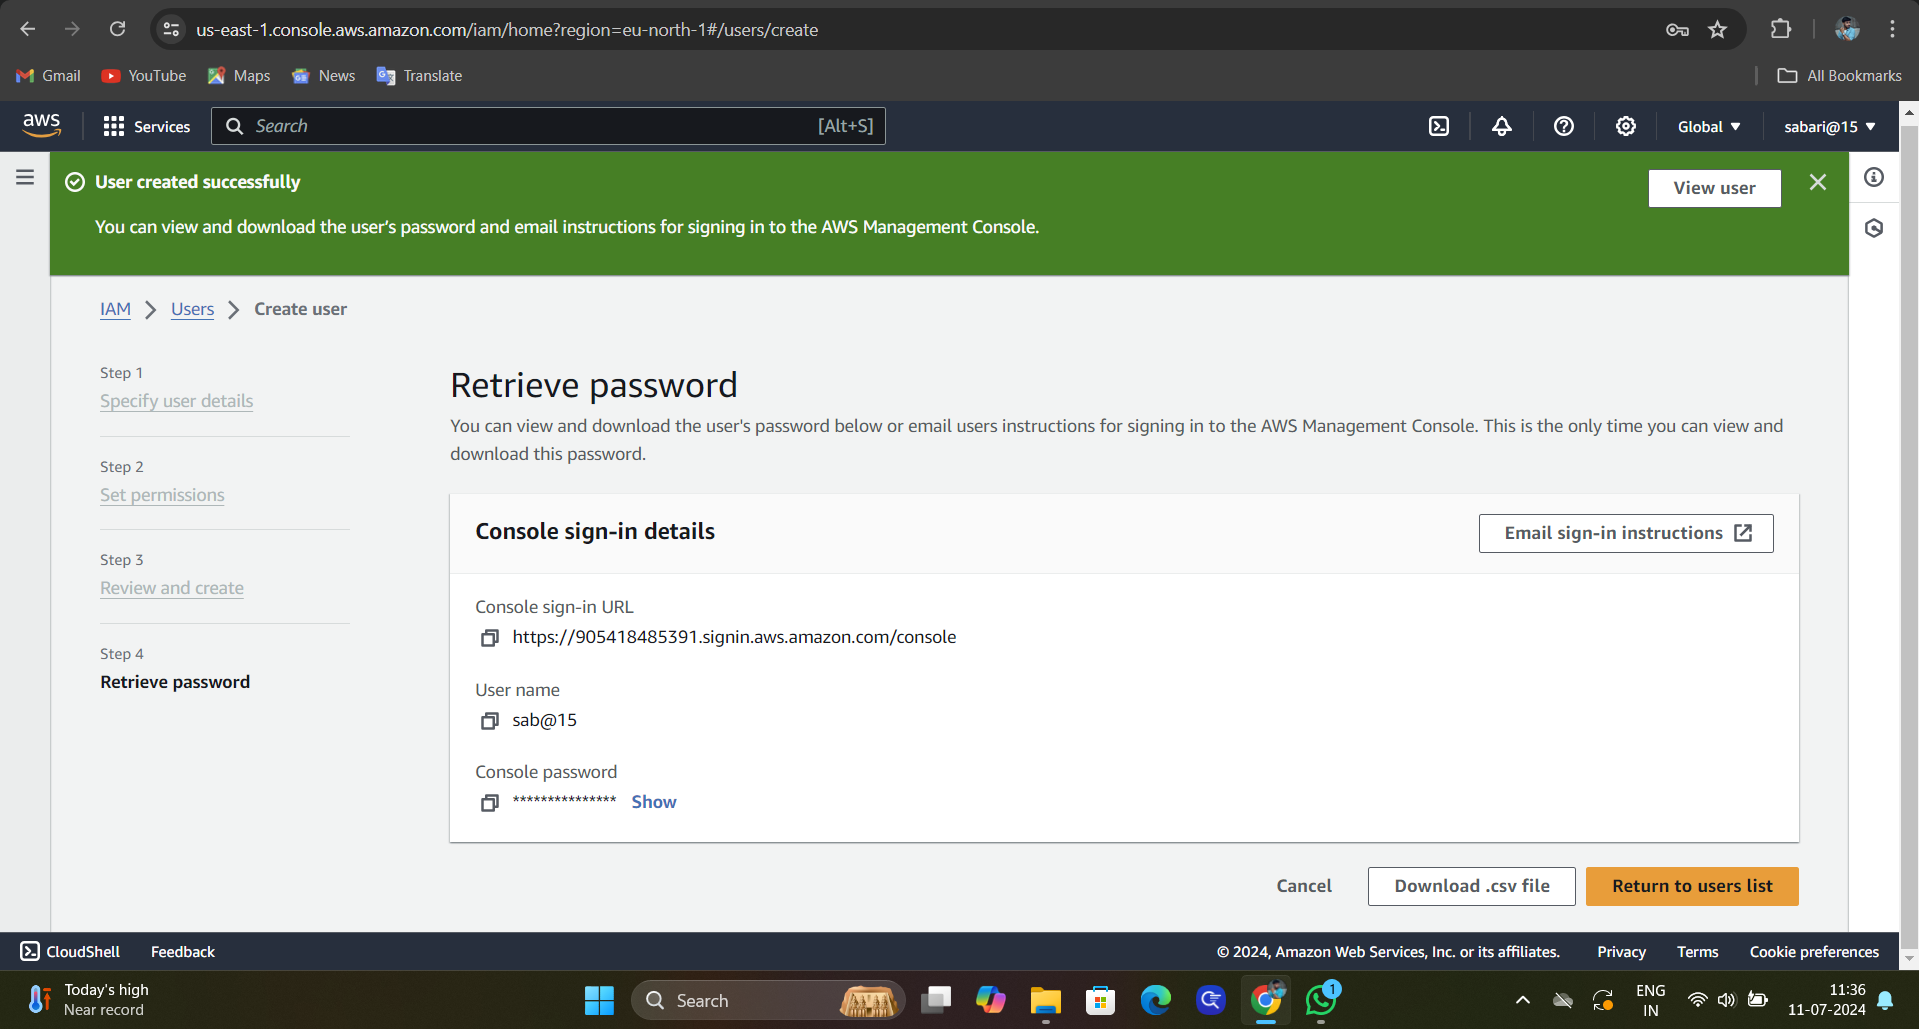 us-east-1.console.aws.amazon.com/iam/home?region=eu-north-1#/users/create
Gmail YouTube Maps News Translate All Bookmarks
aws Services Search [Alt+S] Global sabari@15
User created successfully View user
You can view and download the user's password and email instructions for signing in to the AWS Management Console.
IAM Users Create user
Step 1
Specify user details
Step 2
Set permissions
Step 3
Review and create
Step 4
Retrieve password
Retrieve password
You can view and download the user's password below or email users instructions for signing in to the AWS Management Console. This is the only time you can view and
download this password.
Console sign-in details Email sign-in instructions
Console sign-in URL
https://905418485391.signin.aws.amazon.com/console
User name
sab@15
Console password
*************** Show
Cancel Download .csv file Return to users list
CloudShell Feedback © 2024, Amazon Web Services, Inc. or its affiliates. Privacy Terms Cookie preferences
Today's high
Near record
Search
1
ENG
IN
11:36
11-07-2024